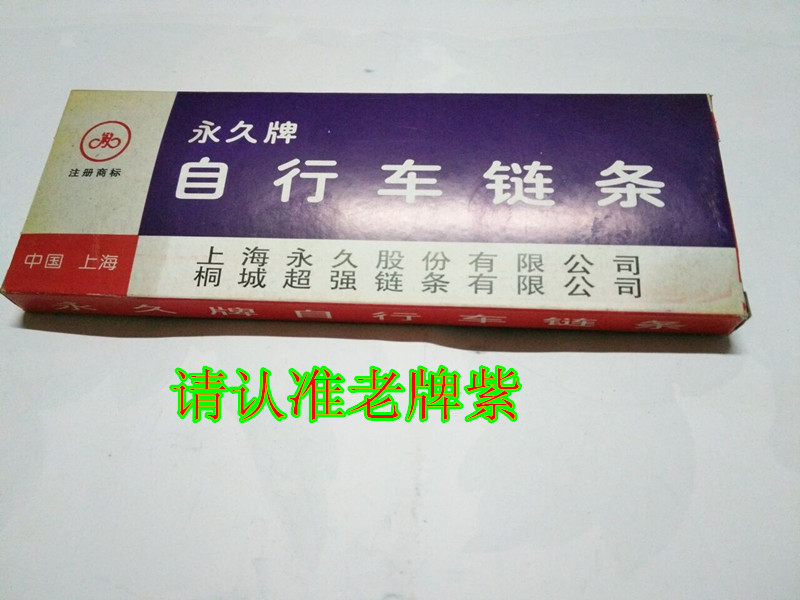 永久牌
自行车链条
注册商标
中国 上海
上海永久股份有限公司
桐城超强链条有限公司
永久牌自行车链条
请认准老牌紫